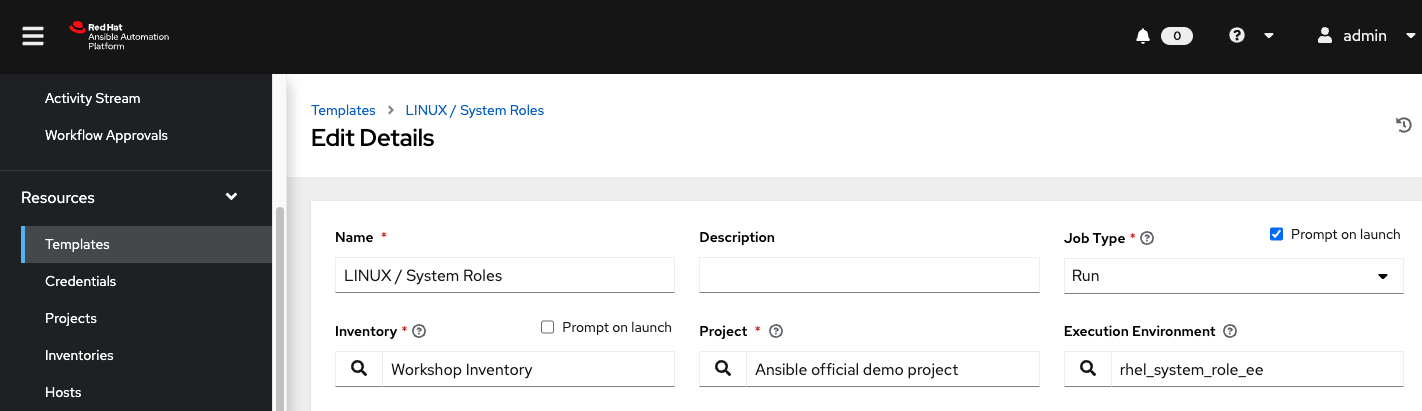 Red Hat
Ansible Automation
Platform
0
admin
Activity Stream
Workflow Approvals
Resources
Templates
Credentials
Projects
Inventories
Hosts
Templates > LINUX / System Roles
Edit Details
Name *
Description
Job Type *
Prompt on launch
LINUX / System Roles
Run
Inventory *
Prompt on launch
Project *
Execution Environment
Workshop Inventory
Ansible official demo project
rhel_system_role_ee